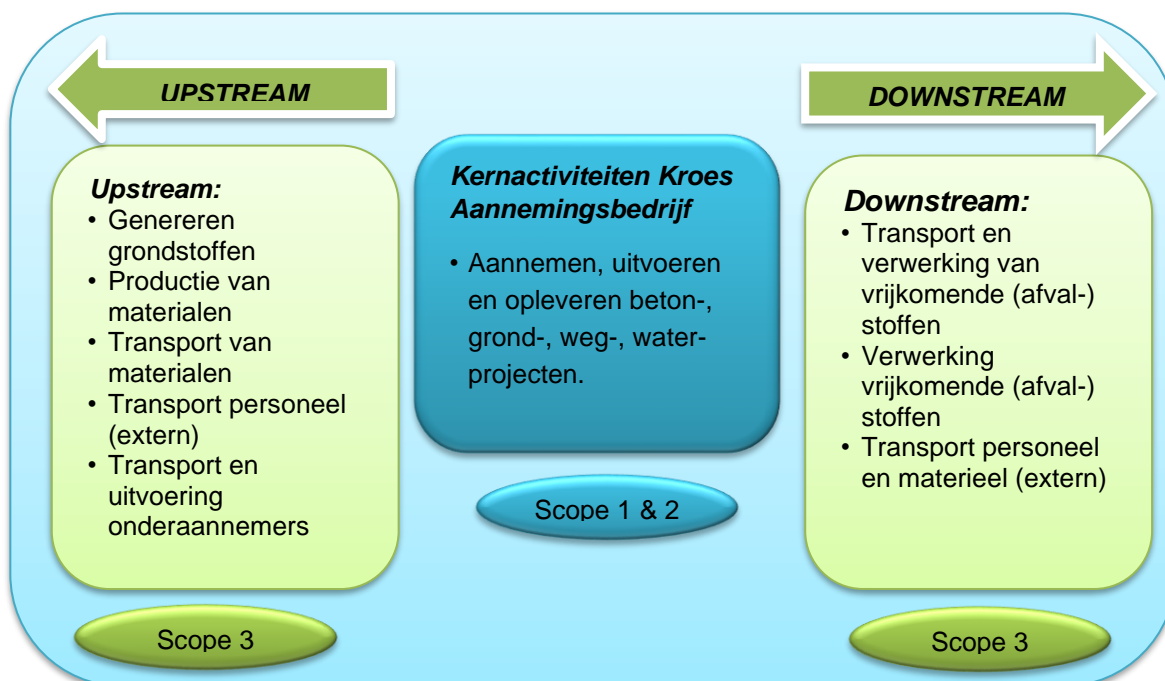 UPSTREAM
DOWNSTREAM
Upstream:
• Genereren
grondstoffen
• Productie van
materialen
• Transport van
materialen
• Transport personeel
(extern)
• Transport en
uitvoering
onderaannemers
Scope 3
Kernactiviteiten Kroes
Aannemingsbedrijf
• Aannemen, uitvoeren
en opleveren beton-,
grond-, weg-, water-
projecten.
Scope 1 & 2
Downstream:
• Transport en
verwerking van
vrijkomende (afval-)
stoffen
• Verwerking
vrijkomende (afval-)
stoffen
• Transport personeel
en materieel (extern)
Scope 3